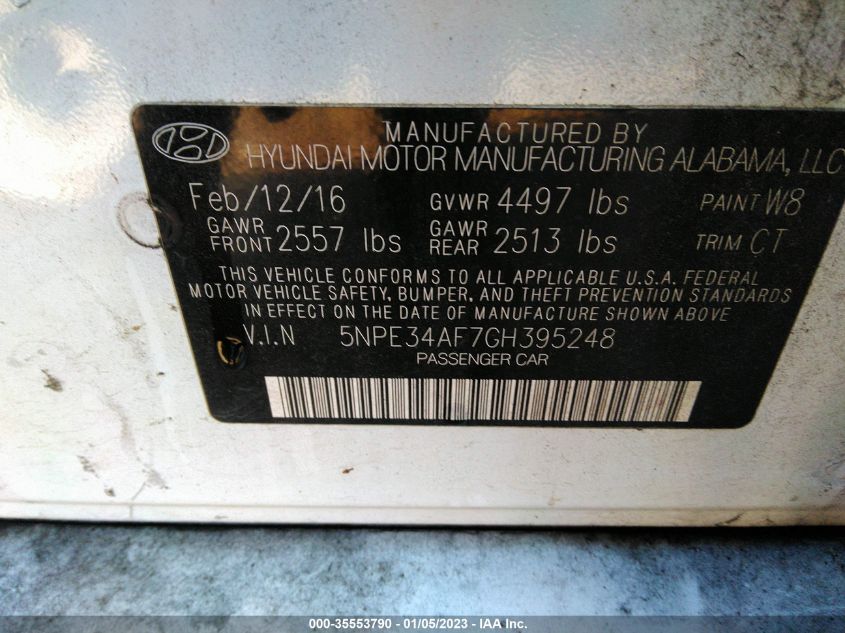 MANUFACTURED BY
HYUNDAI MOTOR MANUFACTURING ALABAMA, LLC
Feb/12/16 GVWR 4497 lbs PAINT W8
GAWR FRONT 2557 lbs GAWR REAR 2513 lbs TRIM CT
THIS VEHICLE CONFORMS TO ALL APPLICABLE U.S.A. FEDERAL
MOTOR VEHICLE SAFETY, BUMPER, AND THEFT PREVENTION STANDARDS
IN EFFECT ON THE DATE OF MANUFACTURE SHOWN ABOVE
V.I.N 5NPE34AF7GH395248
PASSENGER CAR
000-35553790 - 01/05/2023 - IAA Inc.